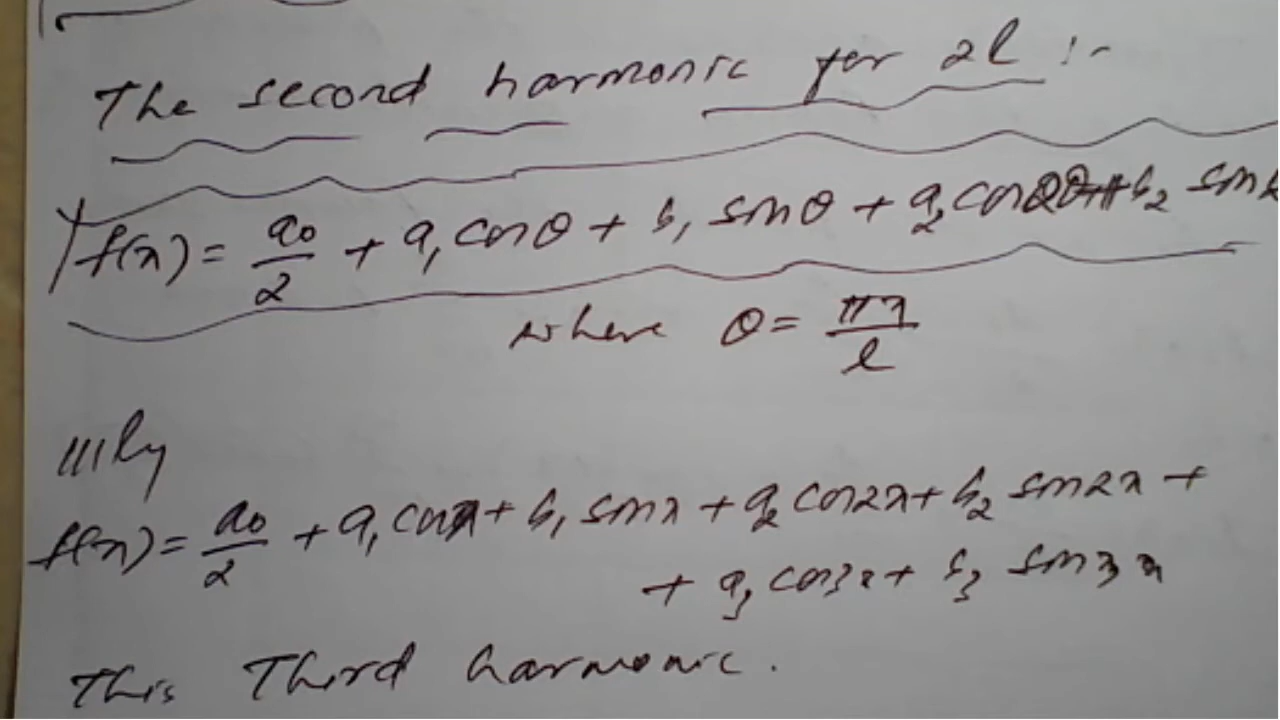 The second harmonic for 2l :-
f(x) = a0/2 + a1 cosθ + b1 sinθ + a2 cos2θ + b2 sin
where θ = πx/l
lllly
f(x) = a0/2 + a1 cosx + b1 sinx + a2 cos2x + b2 sin2x +
+ a3 cos3x + b3 sin3x
This Third harmonic.